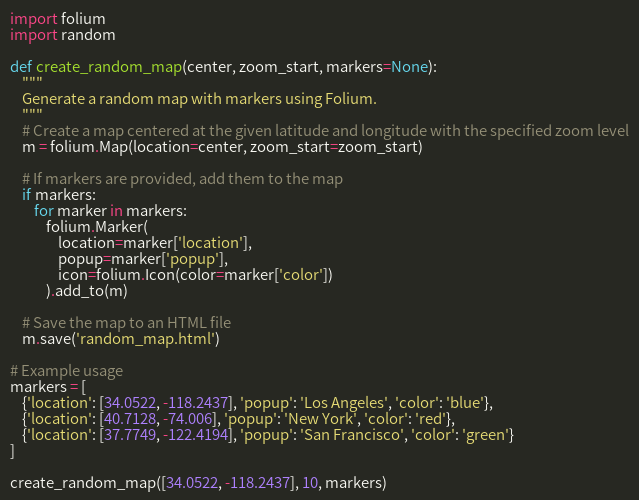 import folium
import random

def create_random_map(center, zoom_start, markers=None):
    """
    Generate a random map with markers using Folium.
    """
    # Create a map centered at the given latitude and longitude with the specified zoom level
    m = folium.Map(location=center, zoom_start=zoom_start)

    # If markers are provided, add them to the map
    if markers:
        for marker in markers:
            folium.Marker(
                location=marker['location'],
                popup=marker['popup'],
                icon=folium.Icon(color=marker['color'])
            ).add_to(m)

    # Save the map to an HTML file
    m.save('random_map.html')

# Example usage
markers = [
    {'location': [34.0522, -118.2437], 'popup': 'Los Angeles', 'color': 'blue'},
    {'location': [40.7128, -74.006], 'popup': 'New York', 'color': 'red'},
    {'location': [37.7749, -122.4194], 'popup': 'San Francisco', 'color': 'green'}
]

create_random_map([34.0522, -118.2437], 10, markers)